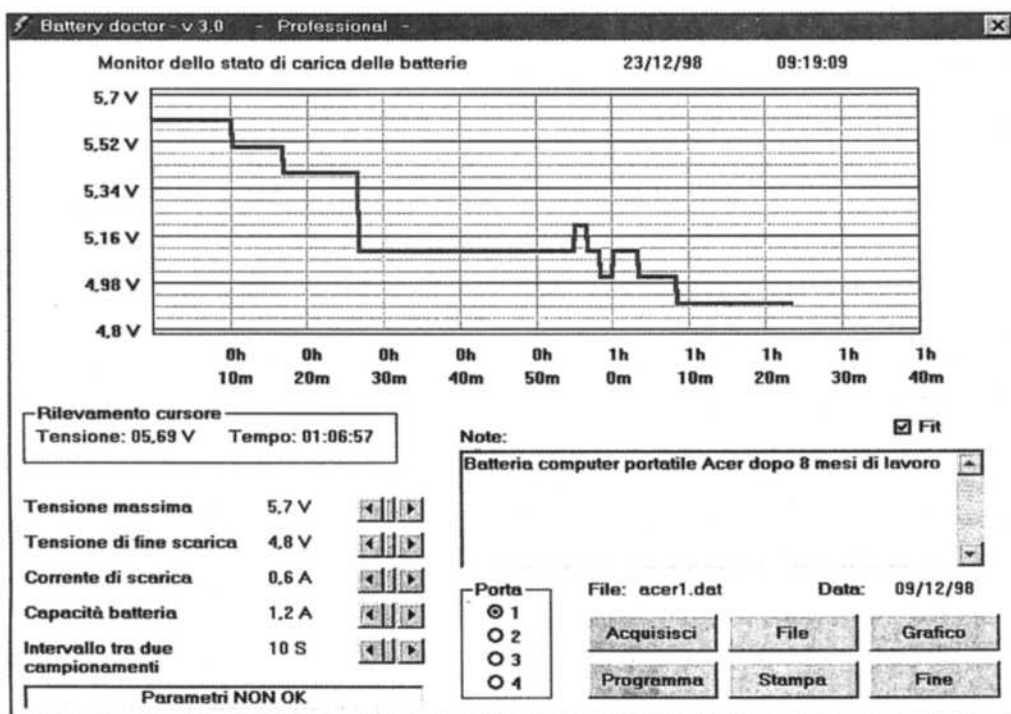 Battery doctor - v 3,0 - Professional -
Monitor dello stato di carica delle batterie 23/12/98 09:19:09
5,7 V
5,52 V
5,34 V
5,16 V
4,98 V
4,8 V
0h 0h 0h 0h 0h 1h 1h 1h 1h 1h
10m 20m 30m 40m 50m 0m 10m 20m 30m 40m
Rilevamento cursore
Tensione: 05,69 V Tempo: 01:06:57
Fit
Note:
Batteria computer portatile Acer dopo 8 mesi di lavoro
Tensione massima 5,7 V
Tensione di fine scarica 4,8 V
Corrente di scarica 0,6 A
Capacità batteria 1,2 A
Intervallo tra due campionamenti 10 S
Parametri NON OK
Porta
1
2
3
4
File: acer1.dat Data: 09/12/98
Acquisisci File Grafico
Programma Stampa Fine